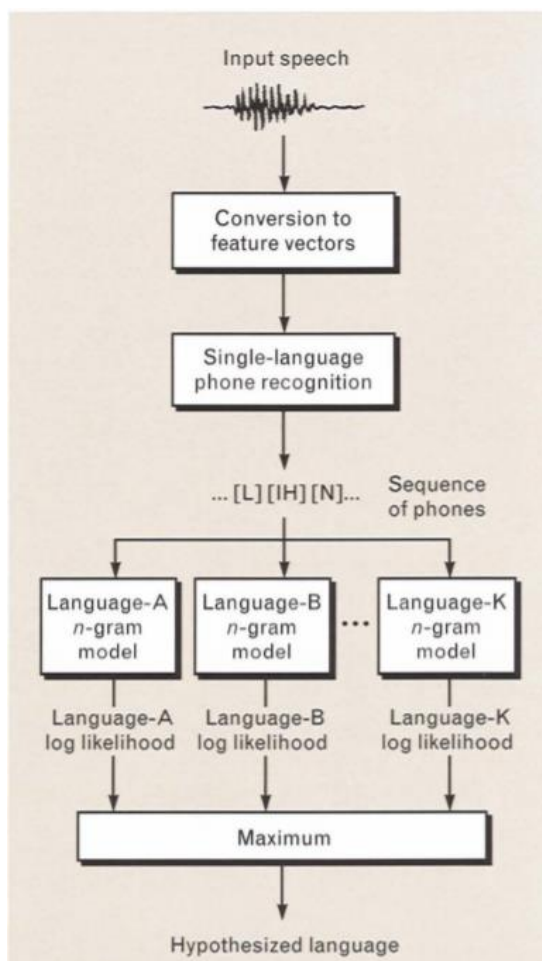 Input speech
Conversion to
feature vectors
Single-language
phone recognition
... [L] [IH] [N]...
Sequence
of phones
Language-A
n-gram
model
Language-B
n-gram
model
...
Language-K
n-gram
model
Language-A
log likelihood
Language-B
log likelihood
Language-K
log likelihood
Maximum
Hypothesized language